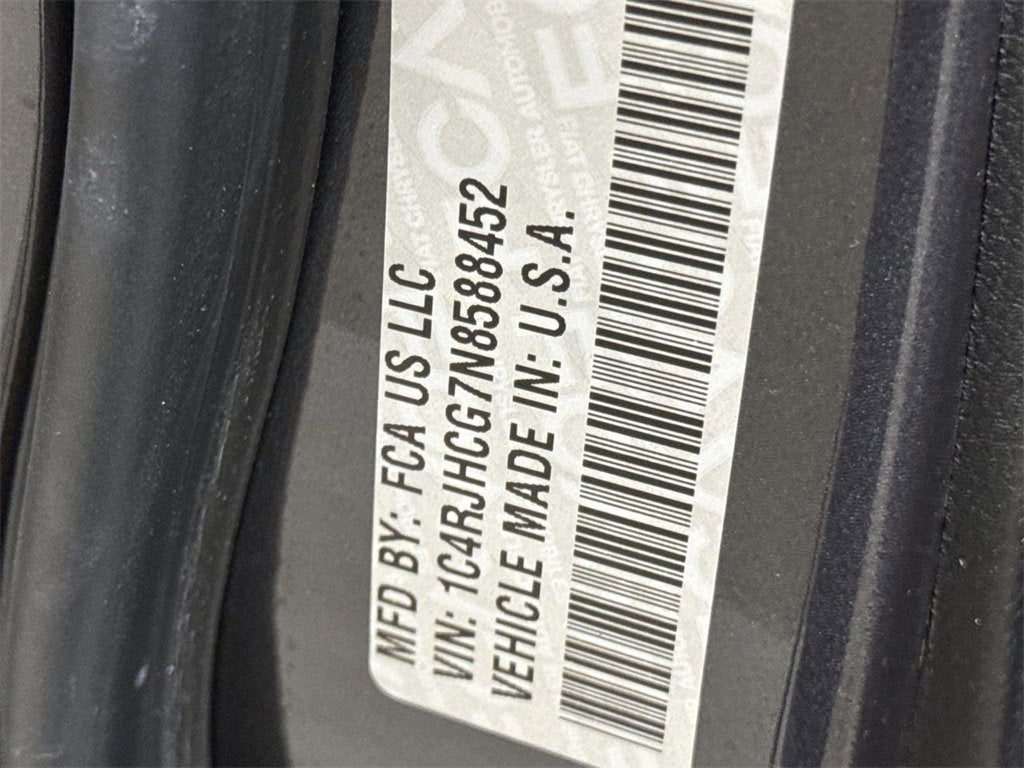 MFD BY: FCA US LLC
VIN: 1C4RJHCG7N8588452
VEHICLE MADE IN: U.S.A.